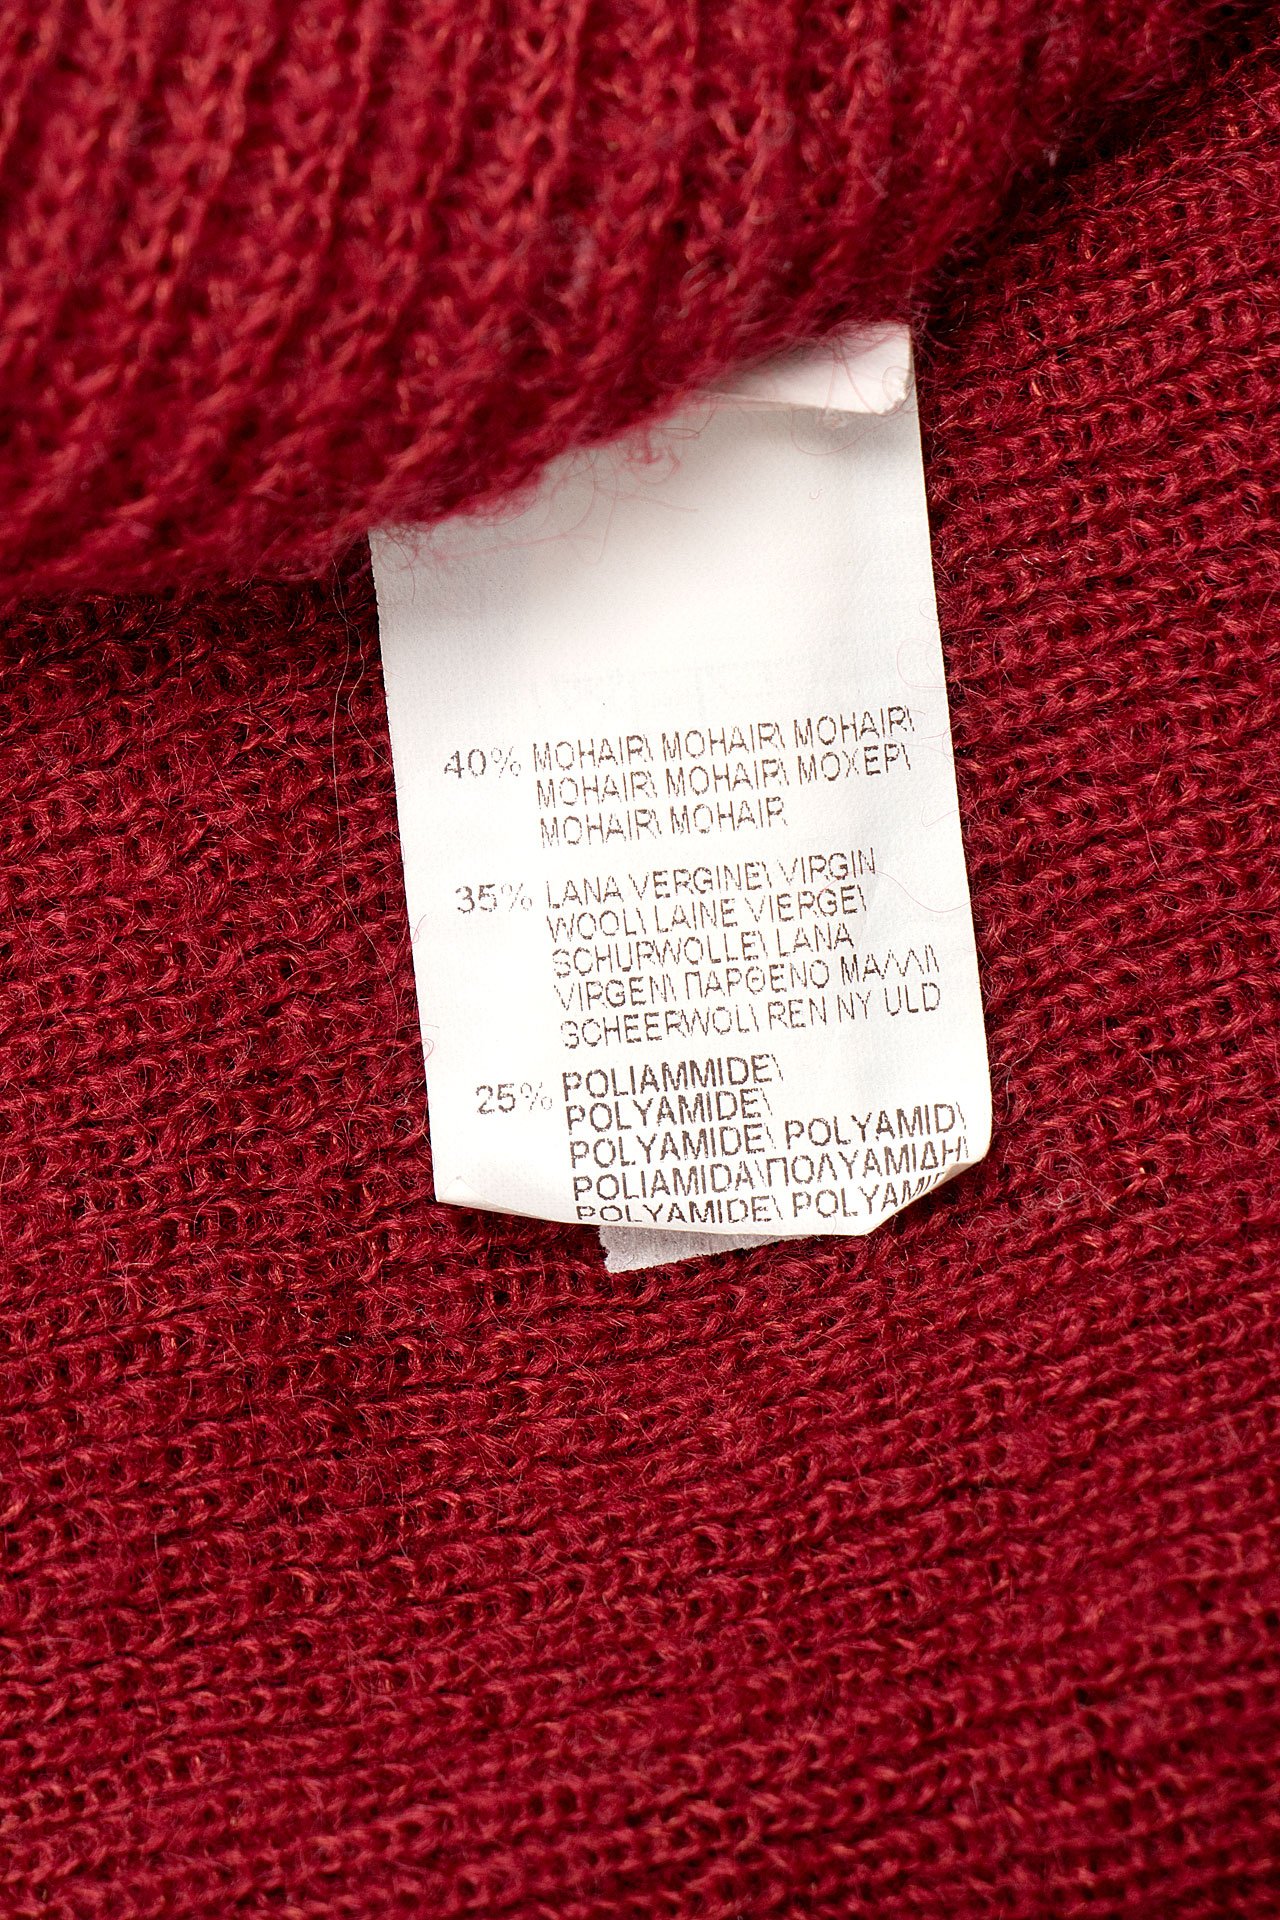 40% MOHAIR\ MOHAIR\ MOHAIR\
MOHAIR\ MOHAIR\ MOXEP\
MOHAIR\ MOHAIR
35% LANA VERGINE\ VIRGIN
WOOL\ LAINE VIERGE\
SCHURWOLLE\ LANA
VIRGEN\ ΠΑΡΘΕΝΟ ΜΑΛΛΙ\
SCHEERWOL\ REN NY ULD
25% POLIAMMIDE\
POLYAMIDE\
POLYAMIDE\ POLYAMID\
POLIAMIDA\ΠΟΛΥΑΜΙΔΗ\
POLYAMIDE\